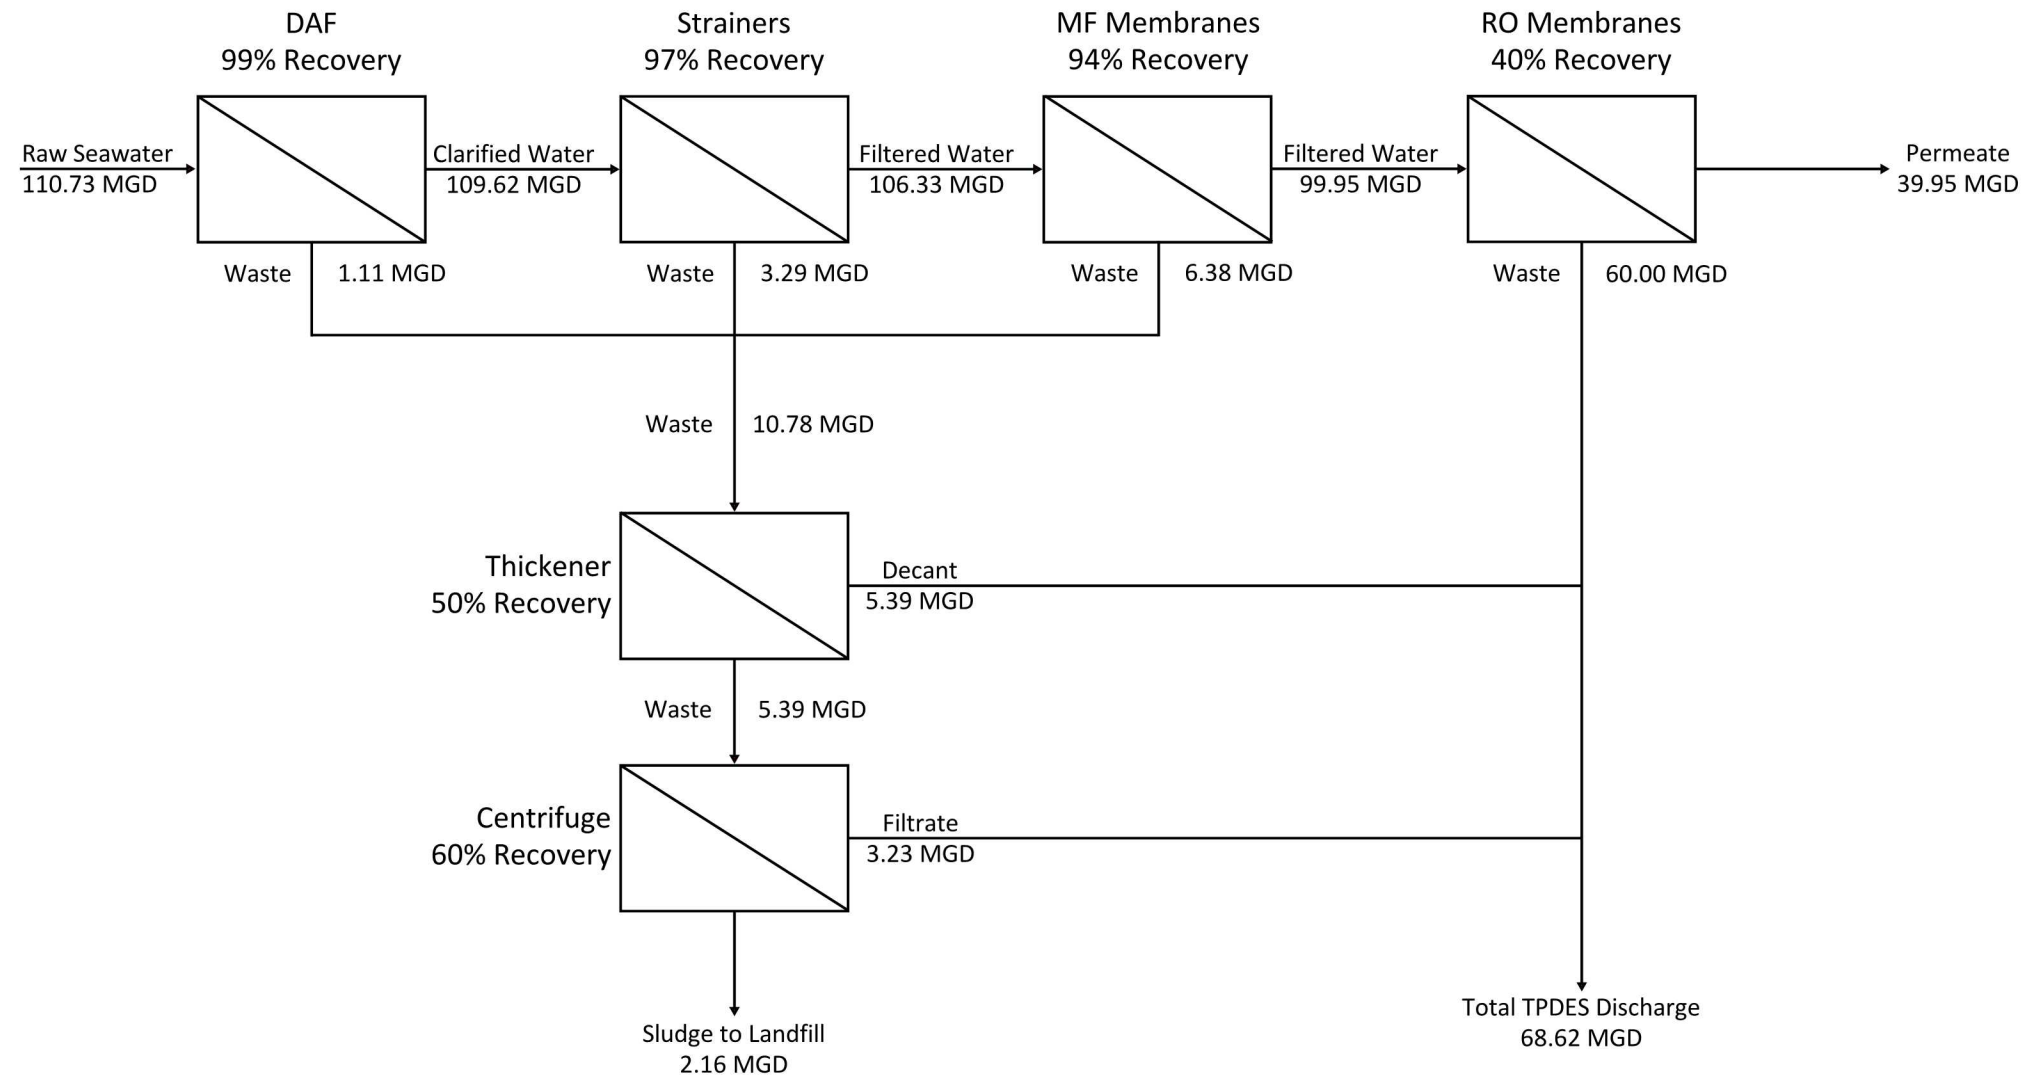 DAF
99% Recovery
Strainers
97% Recovery
MF Membranes
94% Recovery
RO Membranes
40% Recovery
Raw Seawater
110.73 MGD
Clarified Water
109.62 MGD
Filtered Water
106.33 MGD
Filtered Water
99.95 MGD
Permeate
39.95 MGD
Waste 1.11 MGD
Waste 3.29 MGD
Waste 6.38 MGD
Waste 60.00 MGD
Waste 10.78 MGD
Thickener
50% Recovery
Decant
5.39 MGD
Waste 5.39 MGD
Centrifuge
60% Recovery
Filtrate
3.23 MGD
Sludge to Landfill
2.16 MGD
Total TPDES Discharge
68.62 MGD